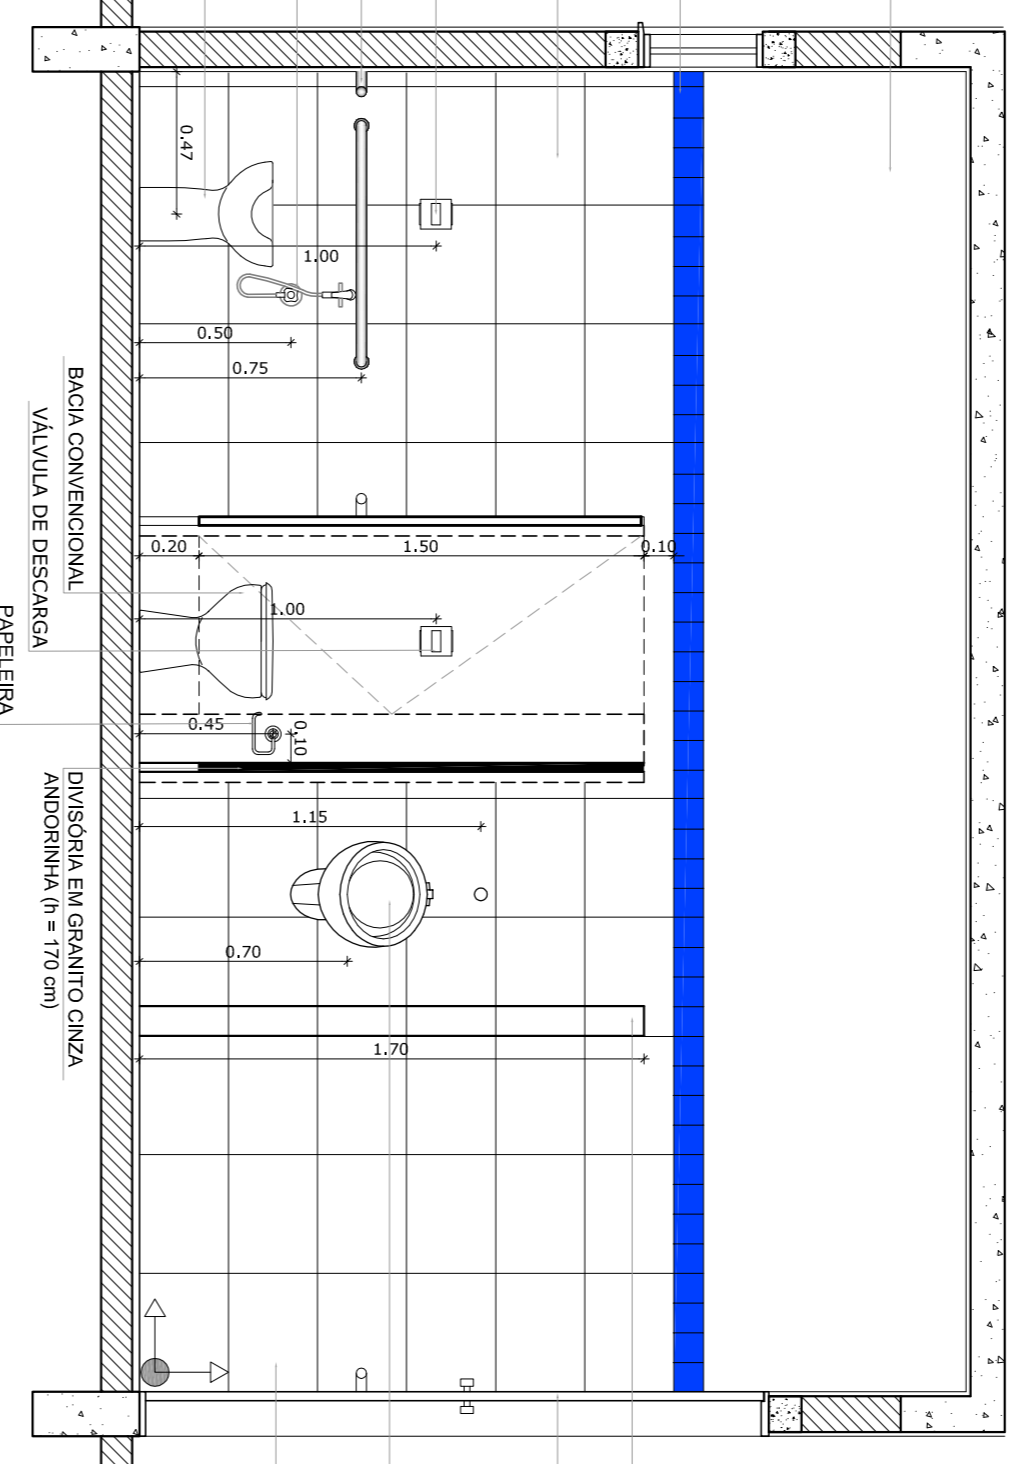 0.47
1.00
0.50
0.75
0.20
1.50
0.10
1.00
0.45
0.10
1.15
0.70
1.70
BACIA CONVENCIONAL
VÁLVULA DE DESCARGA
PAPELEIRA
DIVISÓRIA EM GRANITO CINZA
ANDORINHA (h = 170 cm)